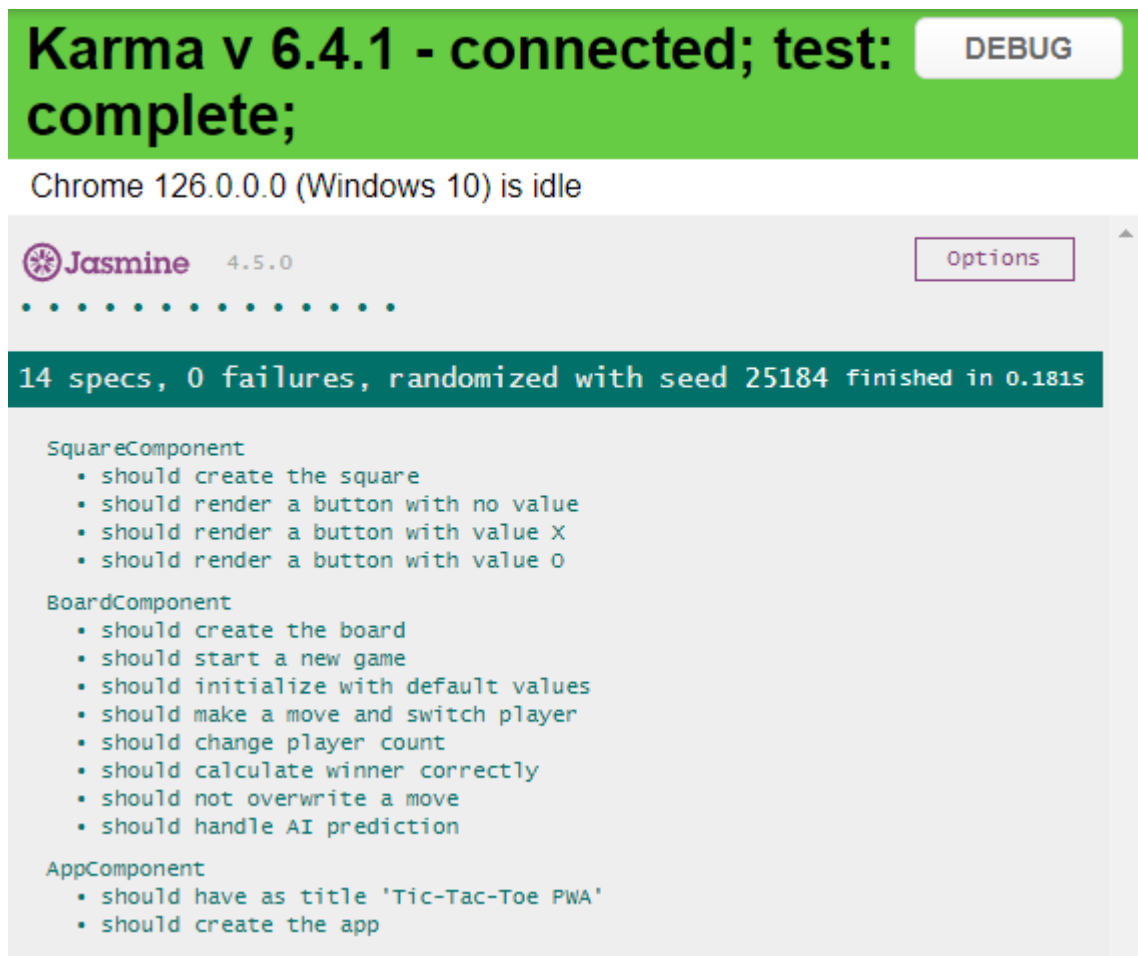 Karma v 6.4.1 - connected; test: DEBUG
complete;
Chrome 126.0.0.0 (Windows 10) is idle
Jasmine 4.5.0 Options
• • • • • • • • • • • • • •
14 specs, 0 failures, randomized with seed 25184 finished in 0.181s
SquareComponent
• should create the square
• should render a button with no value
• should render a button with value X
• should render a button with value O
BoardComponent
• should create the board
• should start a new game
• should initialize with default values
• should make a move and switch player
• should change player count
• should calculate winner correctly
• should not overwrite a move
• should handle AI prediction
AppComponent
• should have as title 'Tic-Tac-Toe PWA'
• should create the app